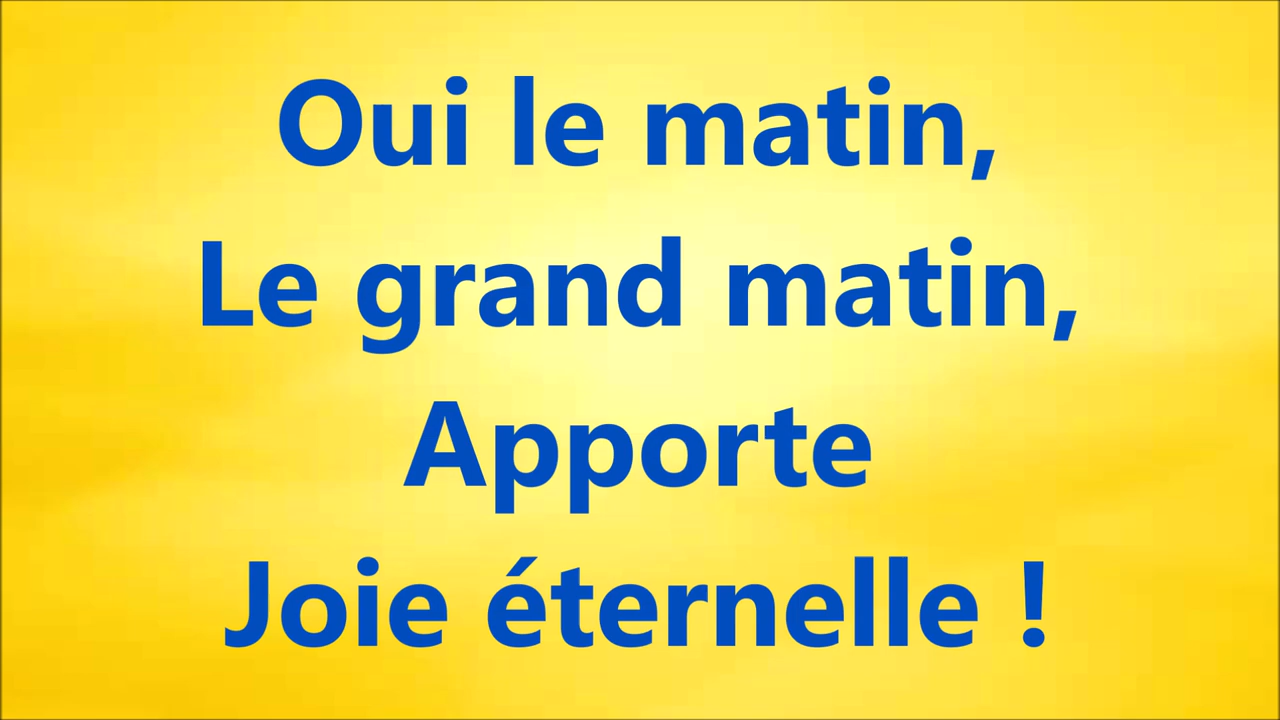 Oui le matin,
Le grand matin,
Apporte
Joie éternelle !